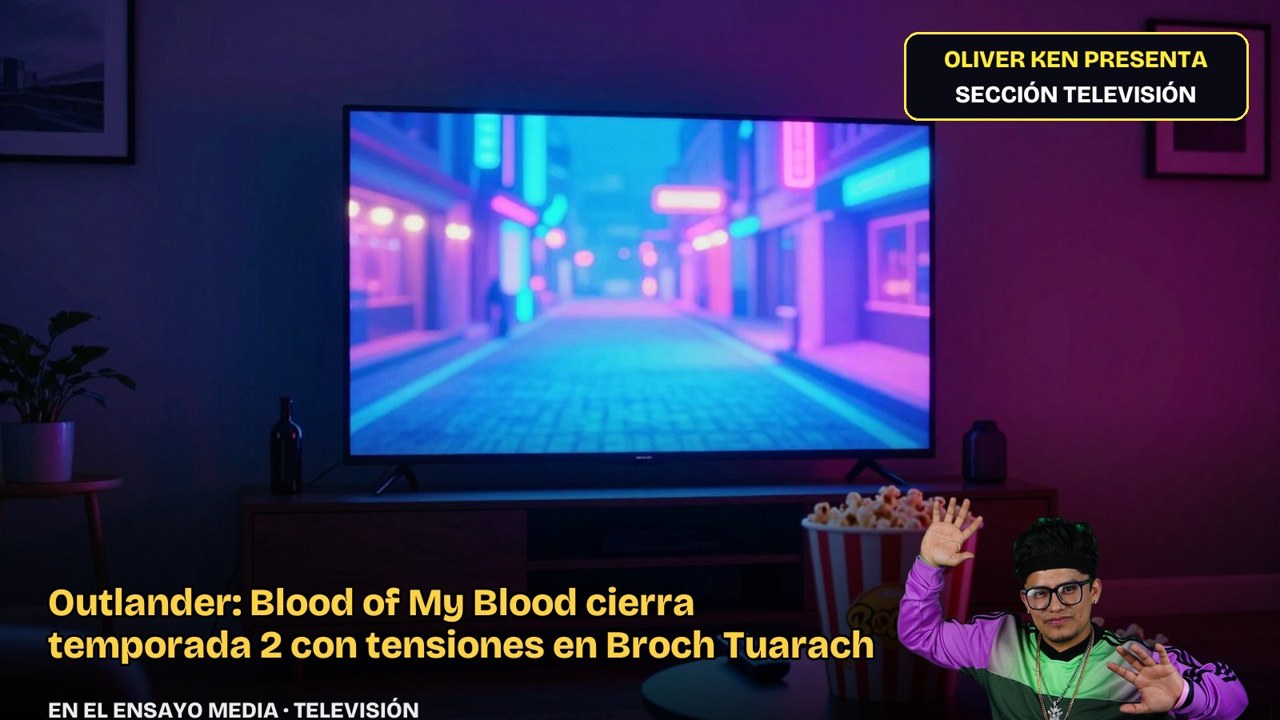 OLIVER KEN PRESENTA
SECCIÓN TELEVISIÓN
Outlander: Blood of My Blood cierra
temporada 2 con tensiones en Broch Tuarach
EN EL ENSAYO MEDIA · TELEVISIÓN